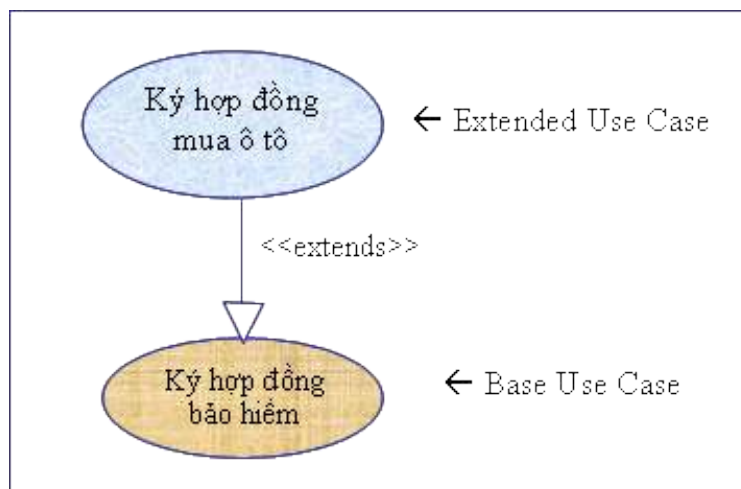 Ký hợp đồng
mua ô tô
← Extended Use Case
<<extends>>
Ký hợp đồng
bảo hiểm
← Base Use Case